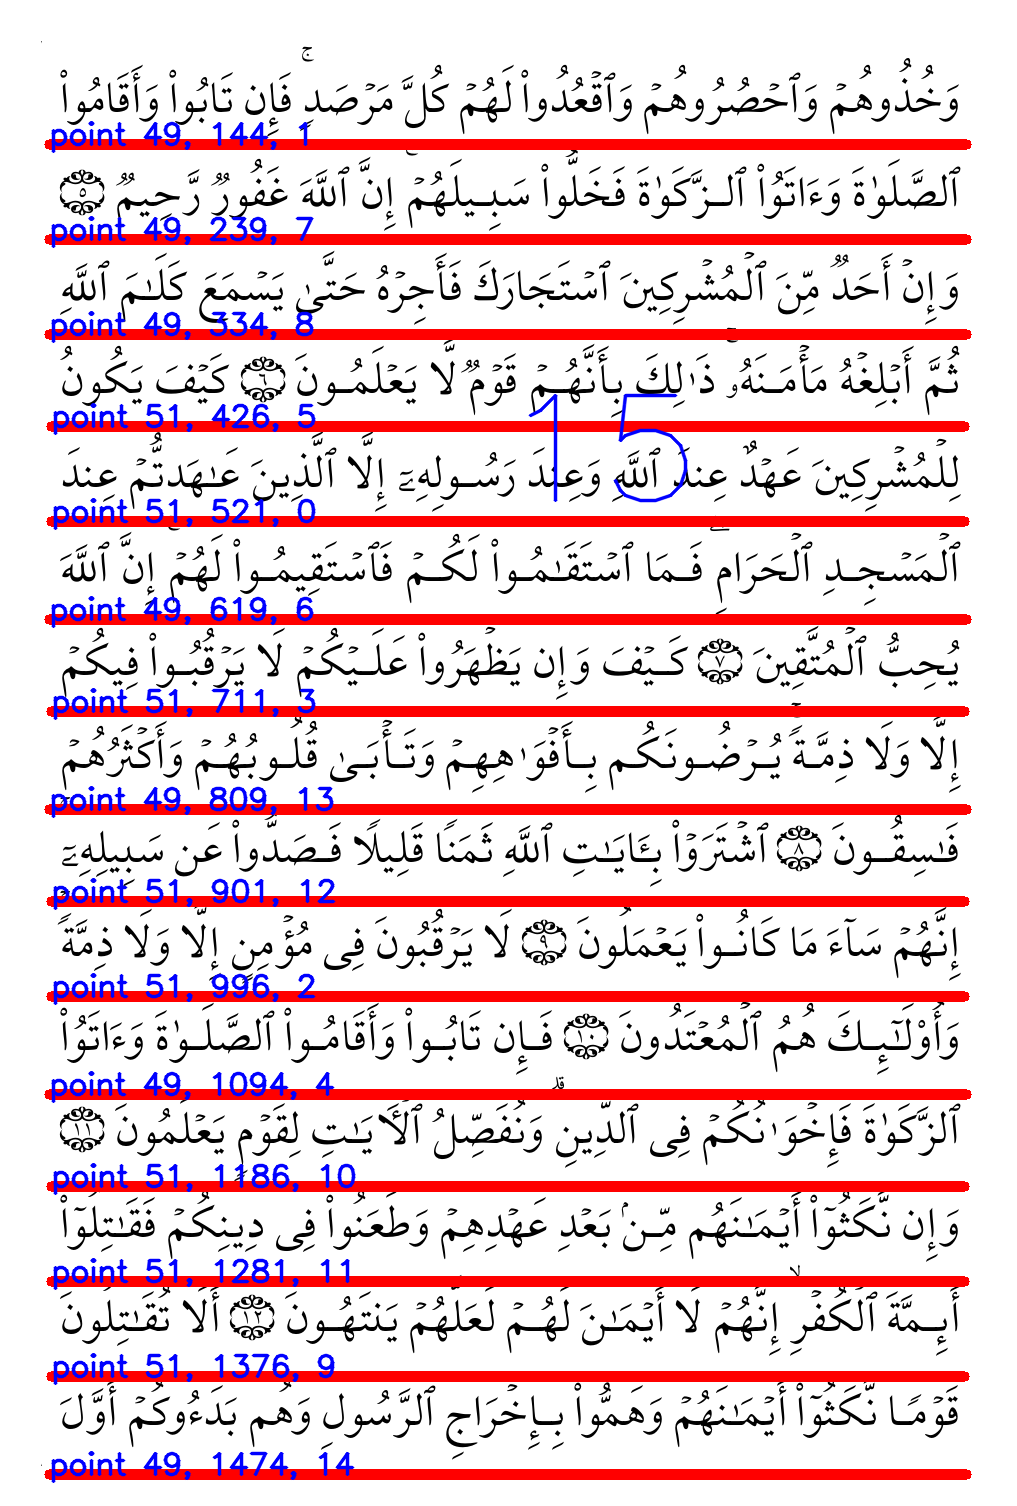 وَخُذُوهُمۡ وَٱحۡصُرُوهُمۡ وَٱقۡعُدُواْ لَهُمۡ كُلَّ مَرۡصَدٖۚ فَإِن تَابُواْ وَأَقَامُواْ
point 49, 144, 1
ٱلصَّلَوٰةَ وَءَاتَوُاْ ٱلزَّكَوٰةَ فَخَلُّواْ سَبِيلَهُمۡۚ إِنَّ ٱللَّهَ غَفُورٞ رَّحِيمٞ ٥
point 49, 239, 7
وَإِنۡ أَحَدٞ مِّنَ ٱلۡمُشۡرِكِينَ ٱسۡتَجَارَكَ فَأَجِرۡهُ حَتَّىٰ يَسۡمَعَ كَلَٰمَ ٱللَّهِ
point 49, 334, 8
ثُمَّ أَبۡلِغۡهُ مَأۡمَنَهُۥۚ ذَٰلِكَ بِأَنَّهُمۡ قَوۡمٞ لَّا يَعۡلَمُونَ ٦ كَيۡفَ يَكُونُ
point 51, 426, 5
15
لِلۡمُشۡرِكِينَ عَهۡدٌ عِندَ ٱللَّهِ وَعِندَ رَسُولِهِۦٓ إِلَّا ٱلَّذِينَ عَٰهَدتُّمۡ عِندَ
point 51, 521, 0
ٱلۡمَسۡجِدِ ٱلۡحَرَامِۖ فَمَا ٱسۡتَقَٰمُواْ لَكُمۡ فَٱسۡتَقِيمُواْ لَهُمۡۚ إِنَّ ٱللَّهَ
point 49, 619, 6
يُحِبُّ ٱلۡمُتَّقِينَ ٧ كَيۡفَ وَإِن يَظۡهَرُواْ عَلَيۡكُمۡ لَا يَرۡقُبُواْ فِيكُمۡ
point 51, 711, 3
إِلّٗا وَلَا ذِمَّةٗۚ يُرۡضُونَكُم بِأَفۡوَٰهِهِمۡ وَتَأۡبَىٰ قُلُوبُهُمۡ وَأَكۡثَرُهُمۡ
point 49, 809, 13
فَٰسِقُونَ ٨ ٱشۡتَرَوۡاْ بِـَٔايَٰتِ ٱللَّهِ ثَمَنٗا قَلِيلٗا فَصَدُّواْ عَن سَبِيلِهِۦٓۚ
point 51, 901, 12
إِنَّهُمۡ سَآءَ مَا كَانُواْ يَعۡمَلُونَ ٩ لَا يَرۡقُبُونَ فِي مُؤۡمِنٍ إِلّٗا وَلَا ذِمَّةٗۚ
point 51, 996, 2
وَأُوْلَٰٓئِكَ هُمُ ٱلۡمُعۡتَدُونَ ١٠ فَإِن تَابُواْ وَأَقَامُواْ ٱلصَّلَوٰةَ وَءَاتَوُاْ
point 49, 1094, 4
ٱلزَّكَوٰةَ فَإِخۡوَٰنُكُمۡ فِي ٱلدِّينِۗ وَنُفَصِّلُ ٱلۡأٓيَٰتِ لِقَوۡمٖ يَعۡلَمُونَ ١١
point 51, 1186, 10
وَإِن نَّكَثُوٓاْ أَيۡمَٰنَهُم مِّنۢ بَعۡدِ عَهۡدِهِمۡ وَطَعَنُواْ فِي دِينِكُمۡ فَقَٰتِلُوٓاْ
point 51, 1281, 11
أَئِمَّةَ ٱلۡكُفۡرِۙ إِنَّهُمۡ لَآ أَيۡمَٰنَ لَهُمۡ لَعَلَّهُمۡ يَنتَهُونَ ١٢ أَلَا تُقَٰتِلُونَ
point 51, 1376, 9
قَوۡمٗا نَّكَثُوٓاْ أَيۡمَٰنَهُمۡ وَهَمُّواْ بِإِخۡرَاجِ ٱلرَّسُولِ وَهُم بَدَءُوكُمۡ أَوَّلَ
point 49, 1474, 14